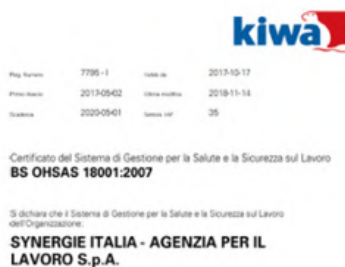 kiwa
Reg. Numero 7795 - I Valido da 2017-10-17
Primo rilascio 2017-05-02 Ultima modifica 2018-11-14
Scadenza 2020-05-01 Settore IAF 35
Certificato del Sistema di Gestione per la Salute e la Sicurezza sul Lavoro
BS OHSAS 18001:2007
Si dichiara che il Sistema di Gestione per la Salute e la Sicurezza sul Lavoro
dell'Organizzazione:
SYNERGIE ITALIA - AGENZIA PER IL
LAVORO S.p.A.